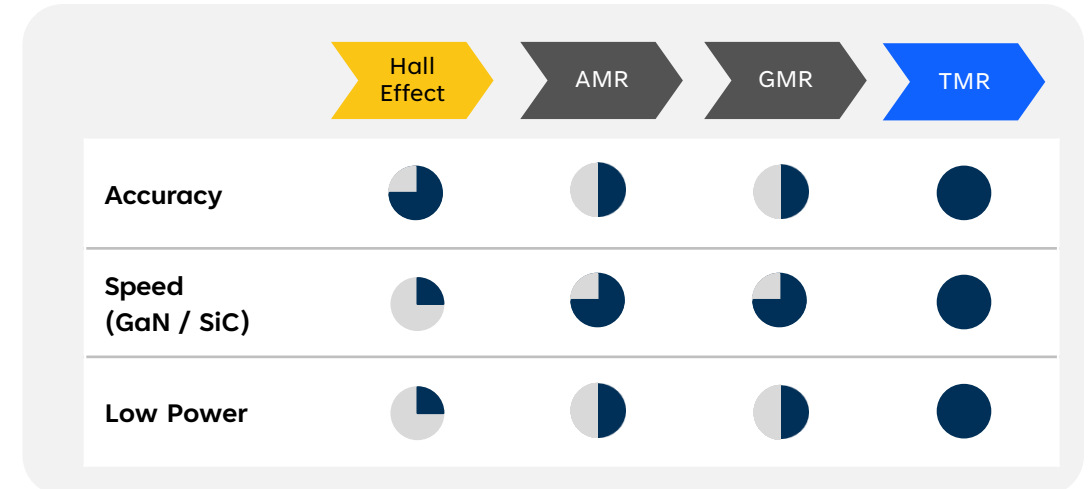 Hall
Effect
AMR
GMR
TMR
Accuracy
Speed
(GaN / SiC)
Low Power